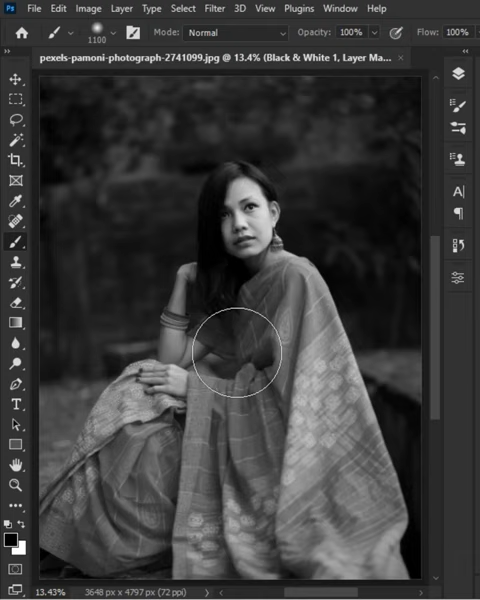 Ps File Edit Image Layer Type Select Filter 3D View Plugins Window Help
1100 Mode: Normal Opacity: 100% Flow: 100%
pexels-pamoni-photograph-2741099.jpg @ 13.4% (Black & White 1, Layer Ma... ×
T
A
13.43% 3648 px x 4797 px (72 ppi)